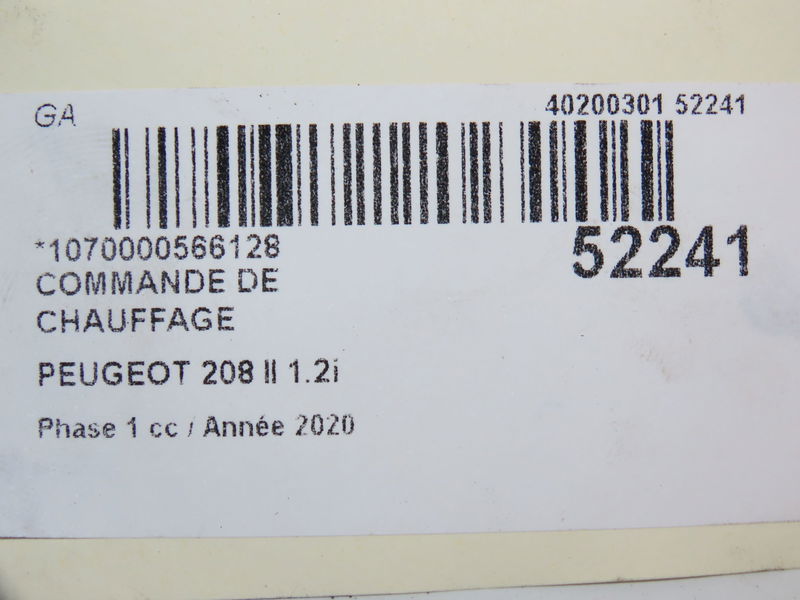 GA
40200301 52241
*1070000566128
52241
COMMANDE DE
CHAUFFAGE
PEUGEOT 208 II 1.2i
Phase 1 cc / Année 2020